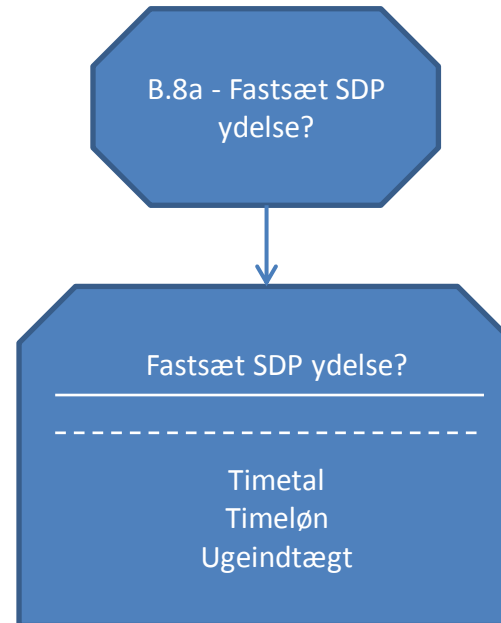 B.8a - Fastsæt SDP
ydelse?
Fastsæt SDP ydelse?
Timetal
Timeløn
Ugeindtægt